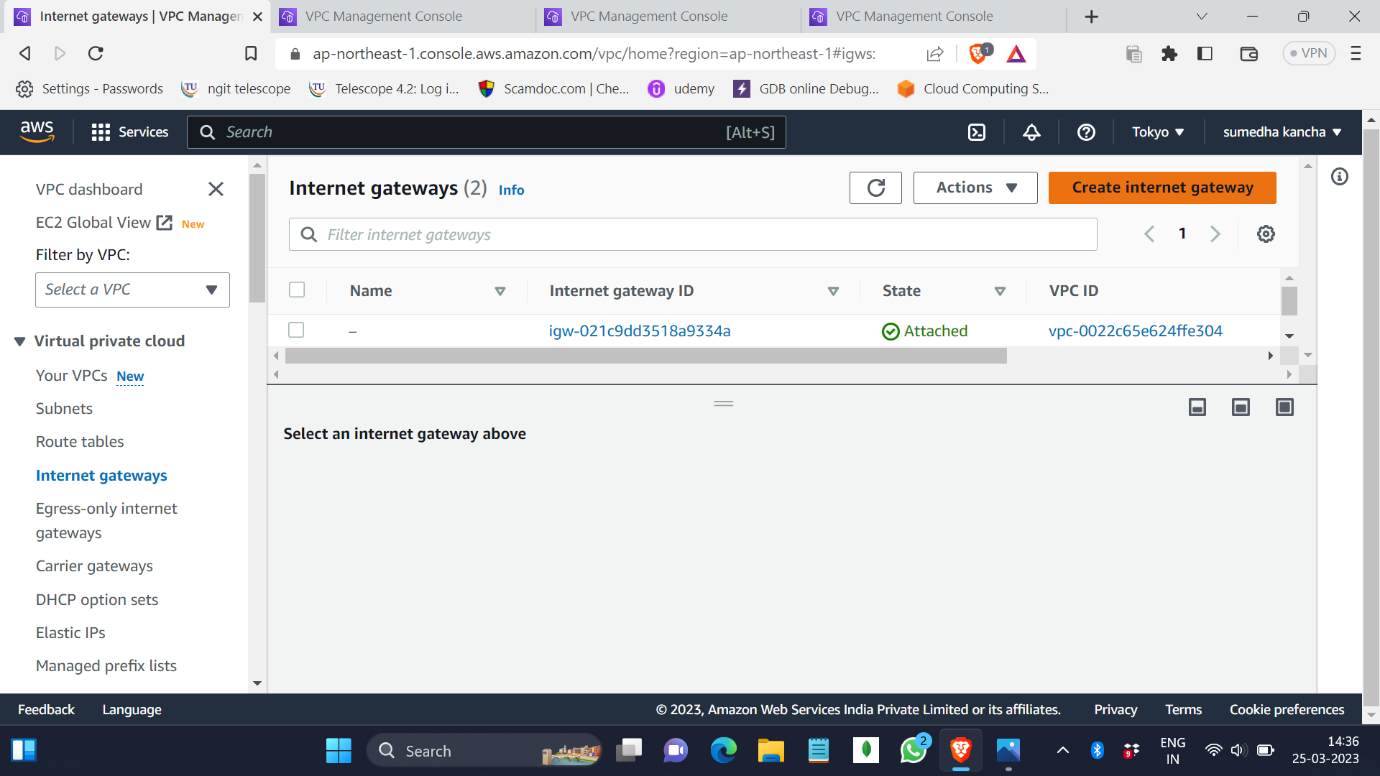 Internet gateways | VPC Managen
VPC Management Console
VPC Management Console
VPC Management Console
ap-northeast-1.console.aws.amazon.com/vpc/home?region=ap-northeast-1#igws:
1
VPN
Settings - Passwords
TU
ngit telescope
TU
Telescope 4.2: Log i...
Scamdoc.com | Che...
udemy
GDB online Debug...
Cloud Computing S...
aws
Services
Search
[Alt+S]
Tokyo
sumedha kancha
VPC dashboard
EC2 Global View
New
Filter by VPC:
Select a VPC
Virtual private cloud
Your VPCs New
Subnets
Route tables
Internet gateways
Egress-only internet
gateways
Carrier gateways
DHCP option sets
Elastic IPs
Managed prefix lists
Internet gateways (2) Info
Actions
Create internet gateway
Filter internet gateways
1
Name
Internet gateway ID
State
VPC ID
–
igw-021c9dd3518a9334a
Attached
vpc-0022c65e624ffe304
Select an internet gateway above
Feedback
Language
© 2023, Amazon Web Services India Private Limited or its affiliates.
Privacy
Terms
Cookie preferences
Search
2
9
ENG
IN
14:36
25-03-2023